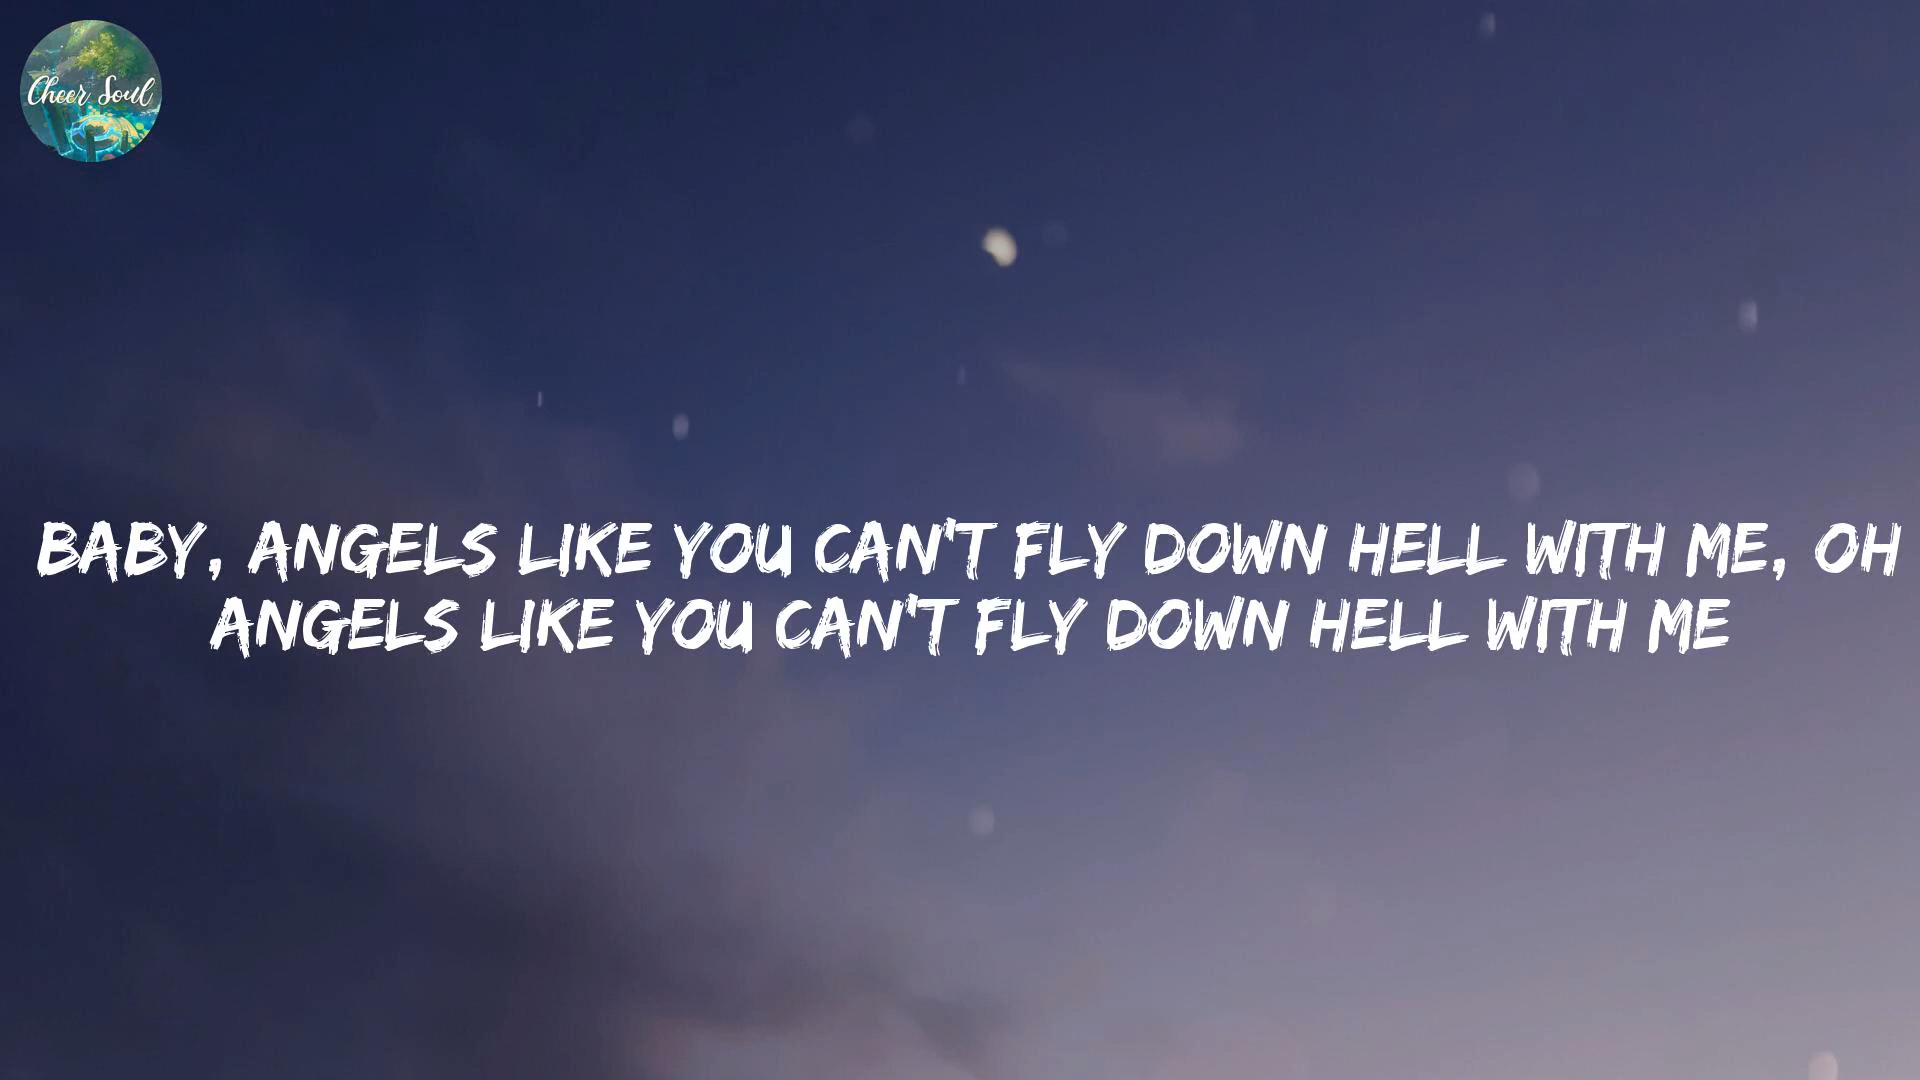 Cheer Soul
BABY, ANGELS LIKE YOU CAN'T FLY DOWN HELL WITH ME, OH
ANGELS LIKE YOU CAN'T FLY DOWN HELL WITH ME